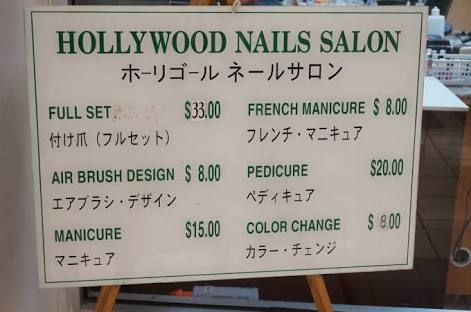 HOLLYWOOD NAILS SALON
ホーリゴール ネールサロン
FULL SET $33.00
付け爪（フルセット）
FRENCH MANICURE $ 8.00
フレンチ・マニキュア
AIR BRUSH DESIGN $ 8.00
エアブラシ・デザイン
PEDICURE $20.00
ペディキュア
MANICURE $15.00
マニキュア
COLOR CHANGE $ 8.00
カラー・チェンジ